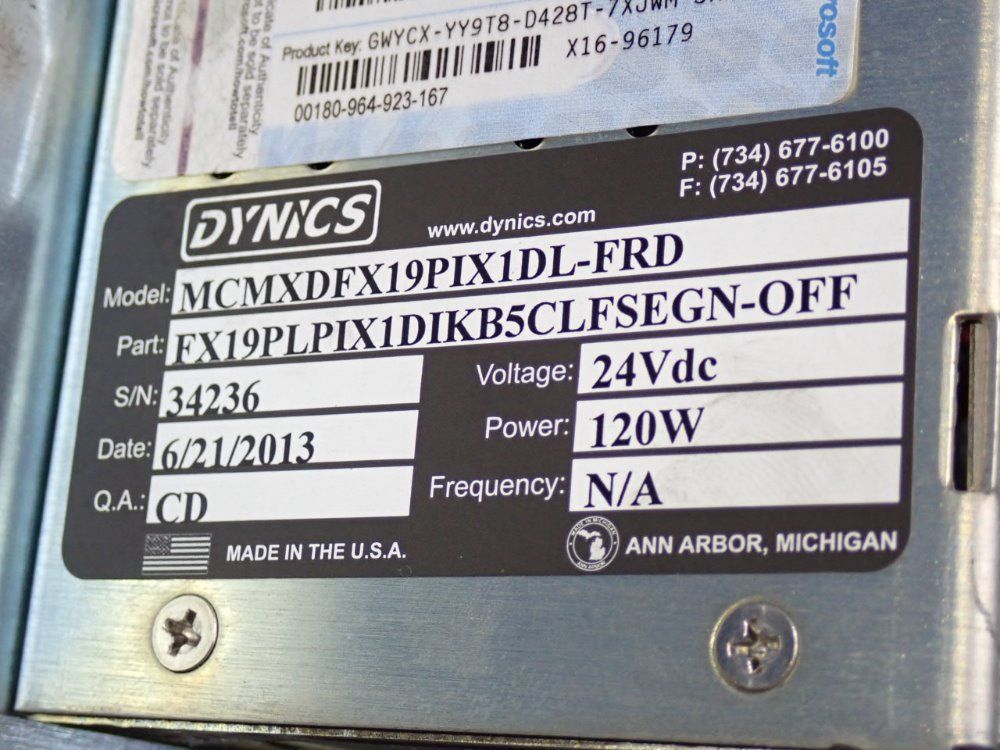 Product Key: GWYCX-YY9T8-D428T-
X16-96179
00180-964-923-167
rosoft
P: (734) 677-6100
F: (734) 677-6105
DYNICS
www.dynics.com
Model: MCMXDFX19PIX1DL-FRD
Part: FX19PLPIX1DIKB5CLFSEGN-OFF
S/N: 34236
Voltage: 24Vdc
Date: 6/21/2013
Power: 120W
Q.A.: CD
Frequency: N/A
MADE IN THE U.S.A.
ANN ARBOR, MICHIGAN